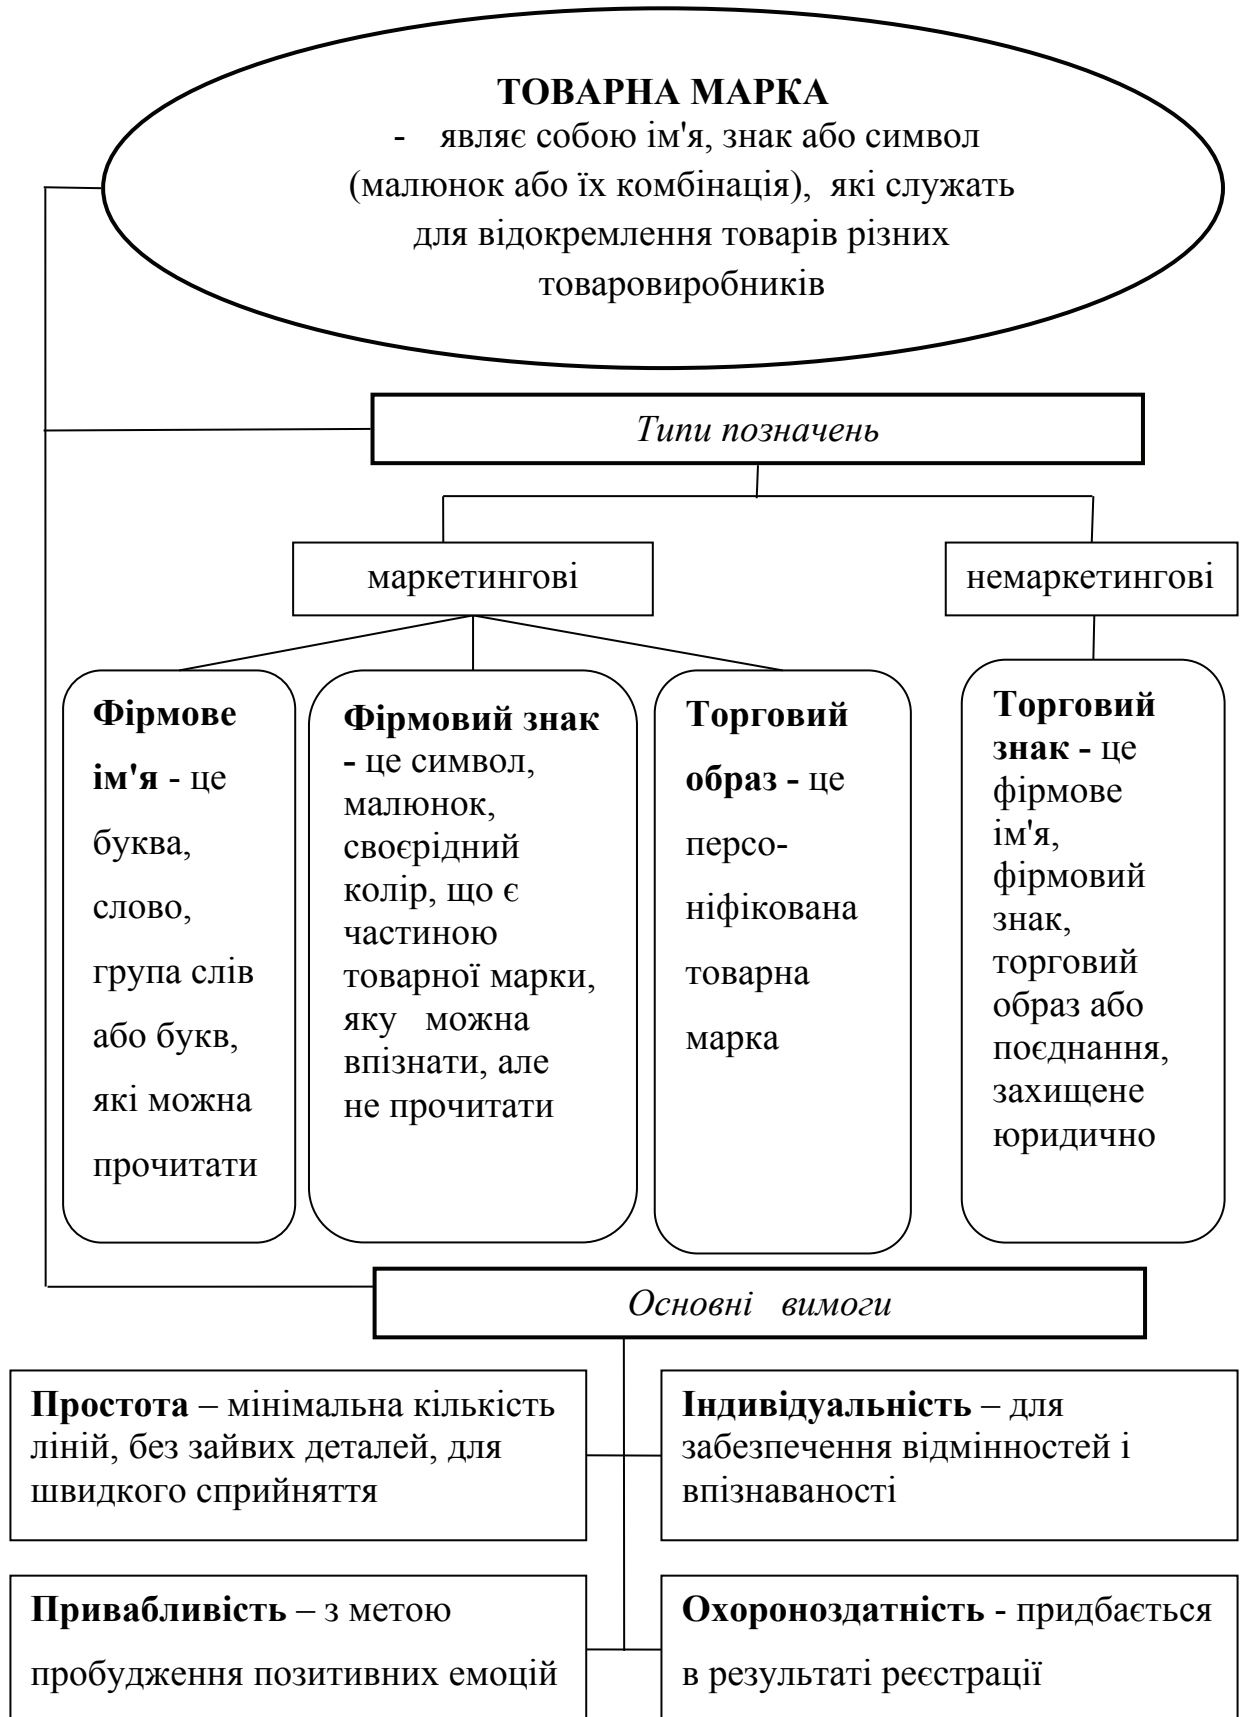 ТОВАРНА МАРКА
- являє собою ім'я, знак або символ
(малюнок або їх комбінація), які служать
для відокремлення товарів різних
товаровиробників
Типи позначень
маркетингові
немаркетингові
Фірмове
ім'я - це
буква,
слово,
група слів
або букв,
які можна
прочитати
Фірмовий знак
- це символ,
малюнок,
своєрідний
колір, що є
частиною
товарної марки,
яку можна
впізнати, але
не прочитати
Торговий
образ - це
персо-
ніфікована
товарна
марка
Торговий
знак - це
фірмове
ім'я,
фірмовий
знак,
торговий
образ або
поєднання,
захищене
юридично
Основні вимоги
Простота – мінімальна кількість
ліній, без зайвих деталей, для
швидкого сприйняття
Індивідуальність – для
забезпечення відмінностей і
впізнаваності
Привабливість – з метою
пробудження позитивних емоцій
Охороноздатність - придбається
в результаті реєстрації